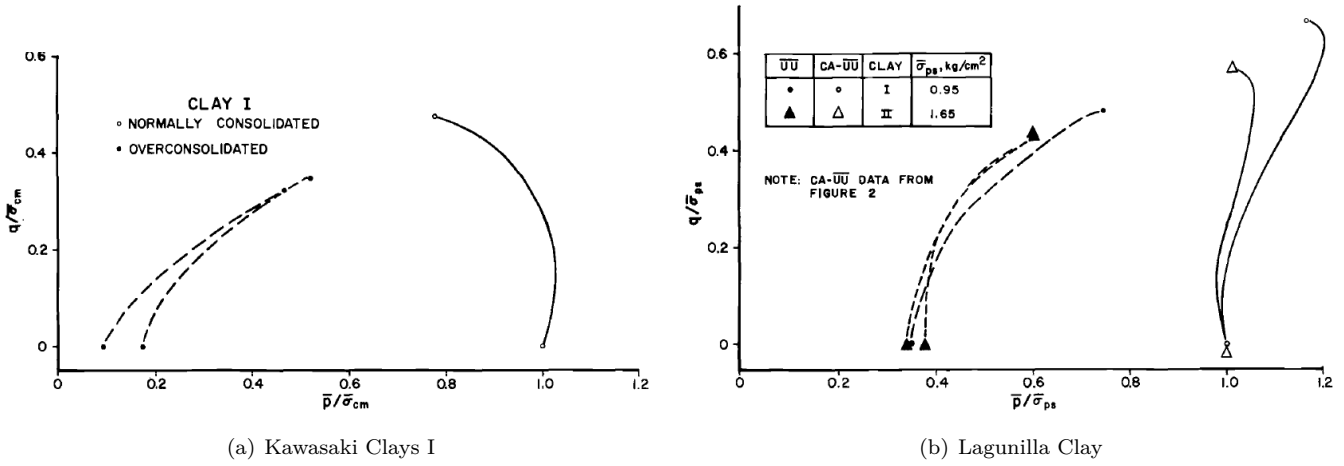 0.6
0.4
0.2
0
q/σ̅cm
CLAY I
○ NORMALLY CONSOLIDATED
● OVERCONSOLIDATED
0 0.2 0.4 0.6 0.8 1.0 1.2
p̅/σ̅cm
(a) Kawasaki Clays I
0.6
0.4
0.2
0
q/σ̅ps
U̅U̅ CA-U̅U̅ CLAY σ̅ps, kg/cm²
● ○ I 0.95
▲ △ II 1.65
NOTE: CA-U̅U̅ DATA FROM
FIGURE 2
0 0.2 0.4 0.6 0.8 1.0 1.2
p̅/σ̅ps
(b) Lagunilla Clay